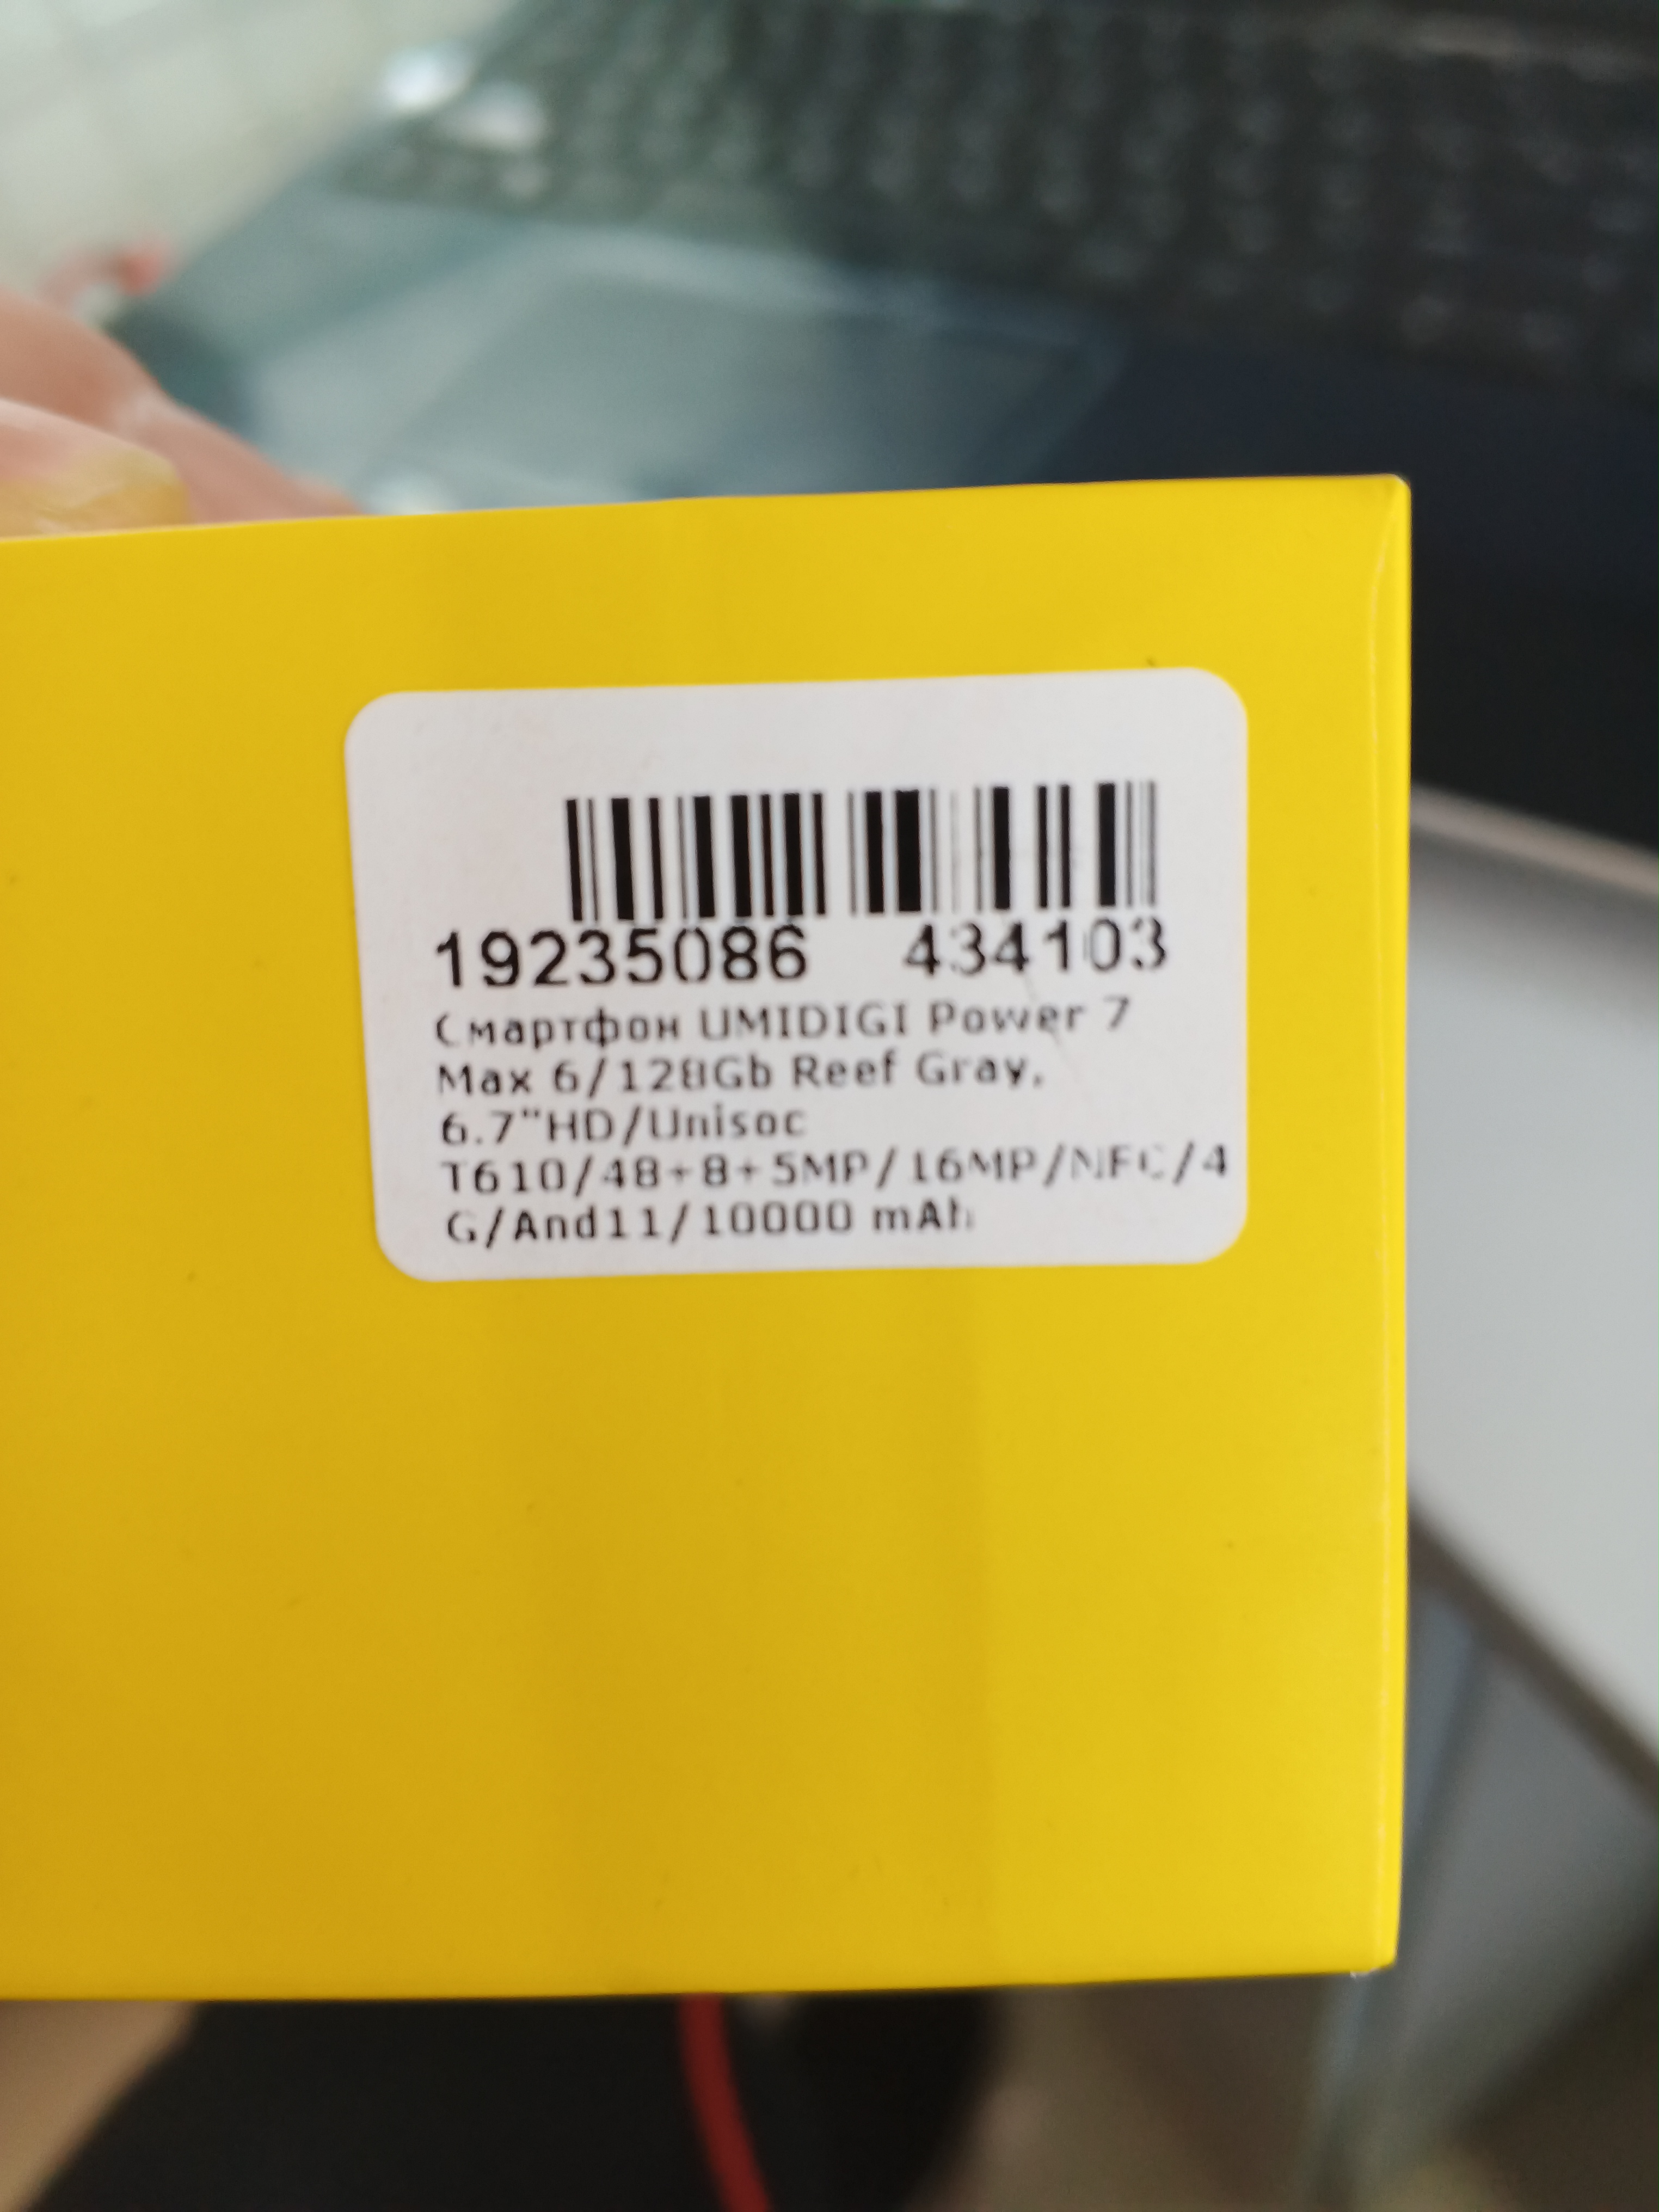 19235086 434103
Смартфон UMIDIGI Power 7
Max 6/128Gb Reef Gray,
6.7"HD/Unisoc
T610/48+8+5MP/16MP/NFC/4
G/And11/10000 mAh